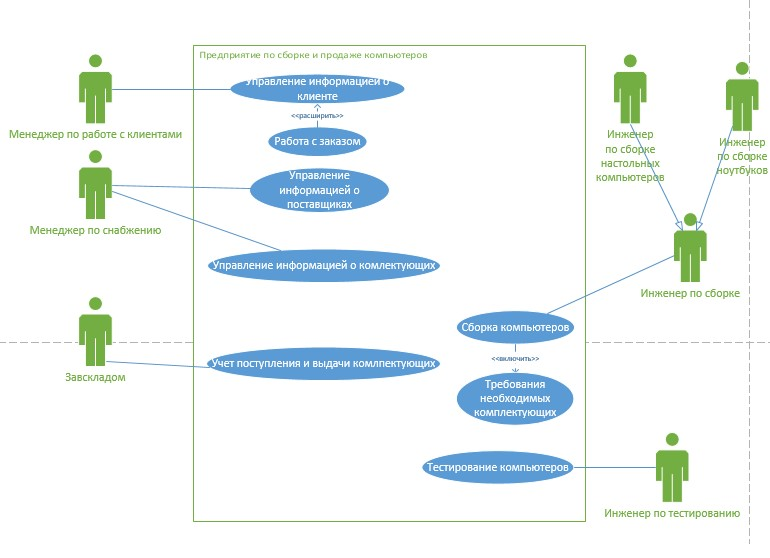 Предприятие по сборке и продаже компьютеров
Управление информацией о
клиенте
<<расширить>>
Работа с заказом
Управление
информацией о
поставщиках
Управление информацией о комлектующих
Сборка компьютеров
<<включить>>
Требования
необходимых
комплектующих
Учет поступления и выдачи комлпектующих
Тестирование компьютеров
Менеджер по работе с клиентами
Менеджер по снабжению
Завскладом
Инженер
по сборке
настольных
компьютеров
Инженер
по сборке
ноутбуков
Инженер по сборке
Инженер по тестированию